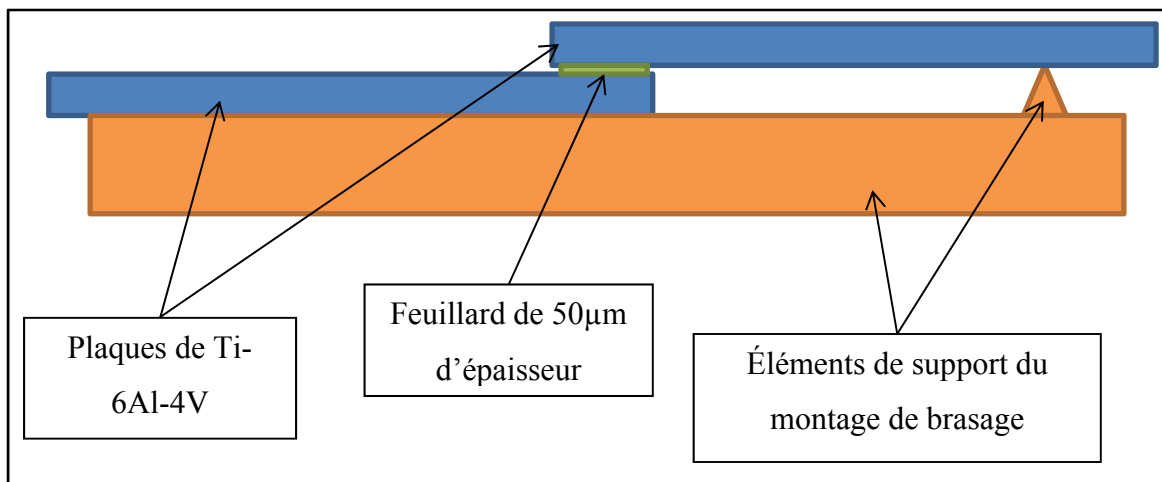 Plaques de Ti-
6Al-4V
Feuillard de 50µm
d’épaisseur
Éléments de support du
montage de brasage